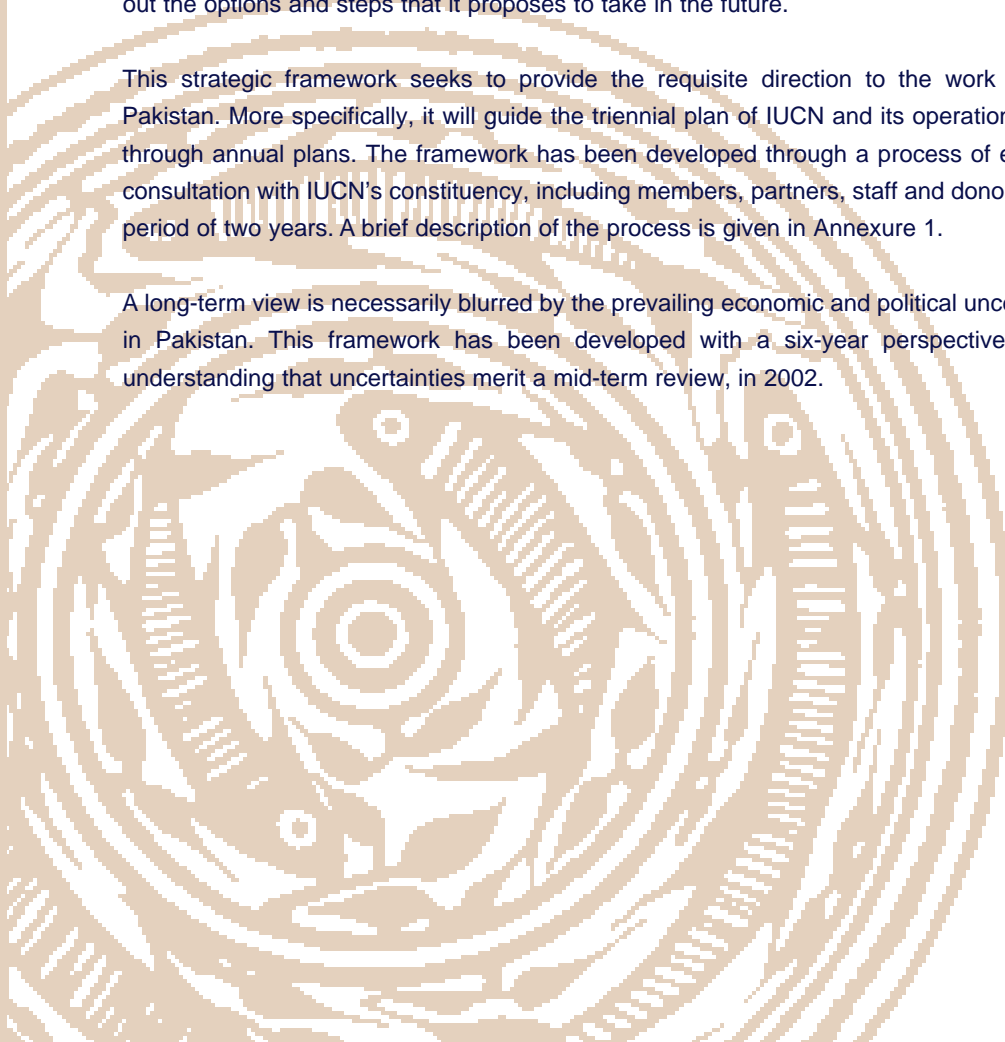 out the options and steps that it proposes to take in the future.
This strategic framework seeks to provide the requisite direction to the work
Pakistan. More specifically, it will guide the triennial plan of IUCN and its operation
through annual plans. The framework has been developed through a process of e
consultation with IUCN's constituency, including members, partners, staff and dono
period of two years. A brief description of the process is given in Annexure 1.
A long-term view is necessarily blurred by the prevailing economic and political unce
in Pakistan. This framework has been developed with a six-year perspective
understanding that uncertainties merit a mid-term review, in 2002.